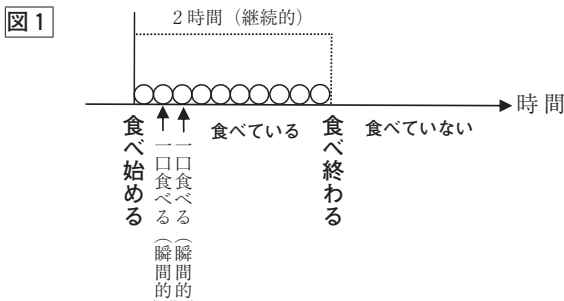 図1
2時間（継続的）
時間
食べ始める
一口食べる（瞬間的
一口食べる（瞬間的
食べている
食べ終わる
食べていない